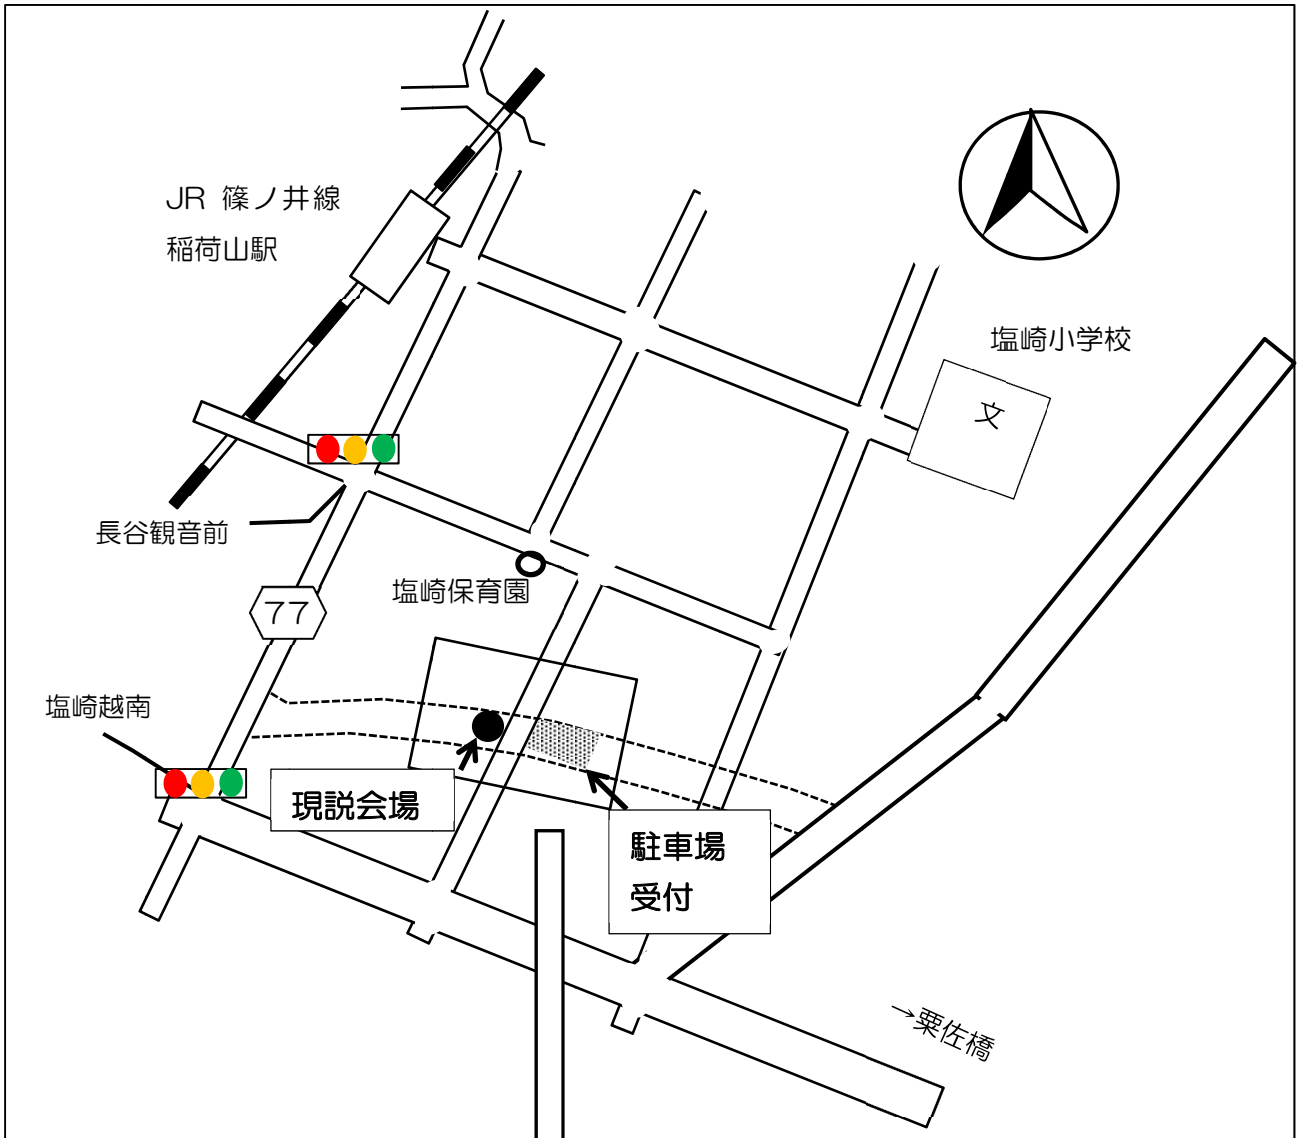 JR 篠ノ井線
稲荷山駅
塩崎小学校
文
長谷観音前
塩崎保育園
77
塩崎越南
現説会場
駐車場
受付
→粟佐橋